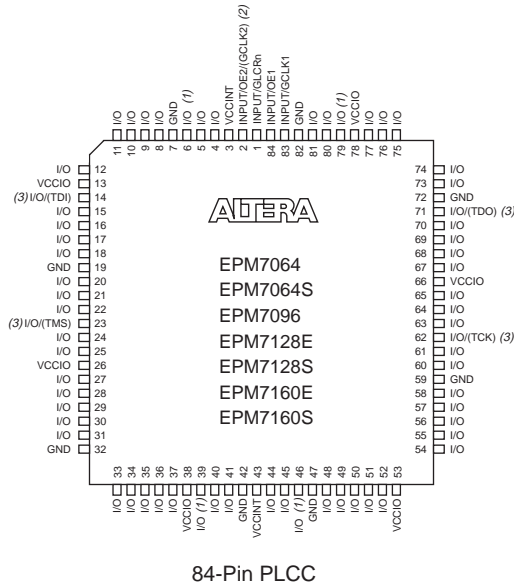 I/O
I/O
I/O
I/O
GND
I/O (1)
I/O
I/O
VCCINT
INPUT/OE2/(GCLK2) (2)
INPUT/GLCRn
INPUT/OE1
INPUT/GCLK1
GND
I/O
I/O
I/O (1)
VCCIO
I/O
I/O
I/O
11 10 9 8 7 6 5 4 3 2 1 84 83 82 81 80 79 78 77 76 75
I/O 12
VCCIO 13
(3) I/O/(TDI) 14
I/O 15
I/O 16
I/O 17
I/O 18
GND 19
I/O 20
I/O 21
I/O 22
(3) I/O/(TMS) 23
I/O 24
I/O 25
VCCIO 26
I/O 27
I/O 28
I/O 29
I/O 30
I/O 31
GND 32
ALTERA
EPM7064
EPM7064S
EPM7096
EPM7128E
EPM7128S
EPM7160E
EPM7160S
74 I/O
73 I/O
72 GND
71 I/O/(TDO) (3)
70 I/O
69 I/O
68 I/O
67 I/O
66 VCCIO
65 I/O
64 I/O
63 I/O
62 I/O/(TCK) (3)
61 I/O
60 I/O
59 GND
58 I/O
57 I/O
56 I/O
55 I/O
54 I/O
33 34 35 36 37 38 39 40 41 42 43 44 45 46 47 48 49 50 51 52 53
I/O
I/O
I/O
I/O
I/O
VCCIO
I/O (1)
I/O
I/O
GND
VCCINT
I/O
I/O
I/O (1)
GND
I/O
I/O
I/O
I/O
I/O
VCCIO
84-Pin PLCC